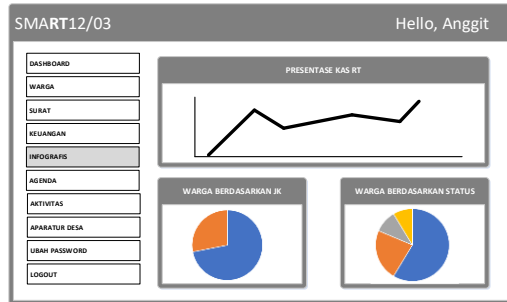 SMART12/03
Hello, Anggit
DASHBOARD
WARGA
SURAT
KEUANGAN
INFOGRAFIS
AGENDA
AKTIVITAS
APARATUR DESA
UBAH PASSWORD
LOGOUT
PRESENTASE KAS RT
WARGA BERDASARKAN JK
WARGA BERDASARKAN STATUS